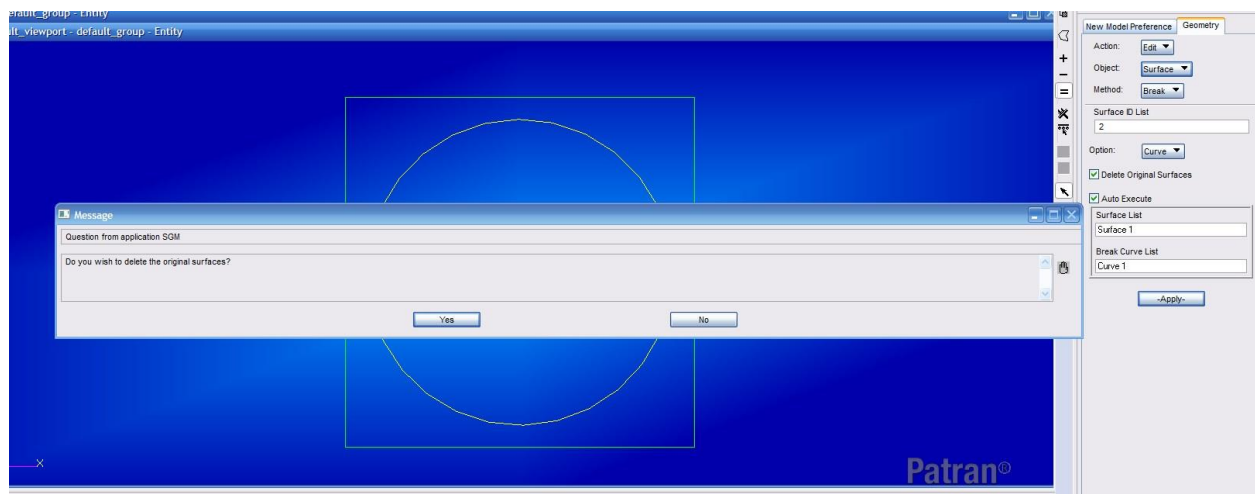 default_group - Entity
lt_viewport - default_group - Entity
New Model Preference Geometry
Action: Edit
Object: Surface
Method: Break
Surface ID List
2
Option: Curve
Delete Original Surfaces
Auto Execute
Surface List
Surface 1
Break Curve List
Curve 1
-Apply-
Message
Question from application SGM
Do you wish to delete the original surfaces?
Yes No
X
Patran®